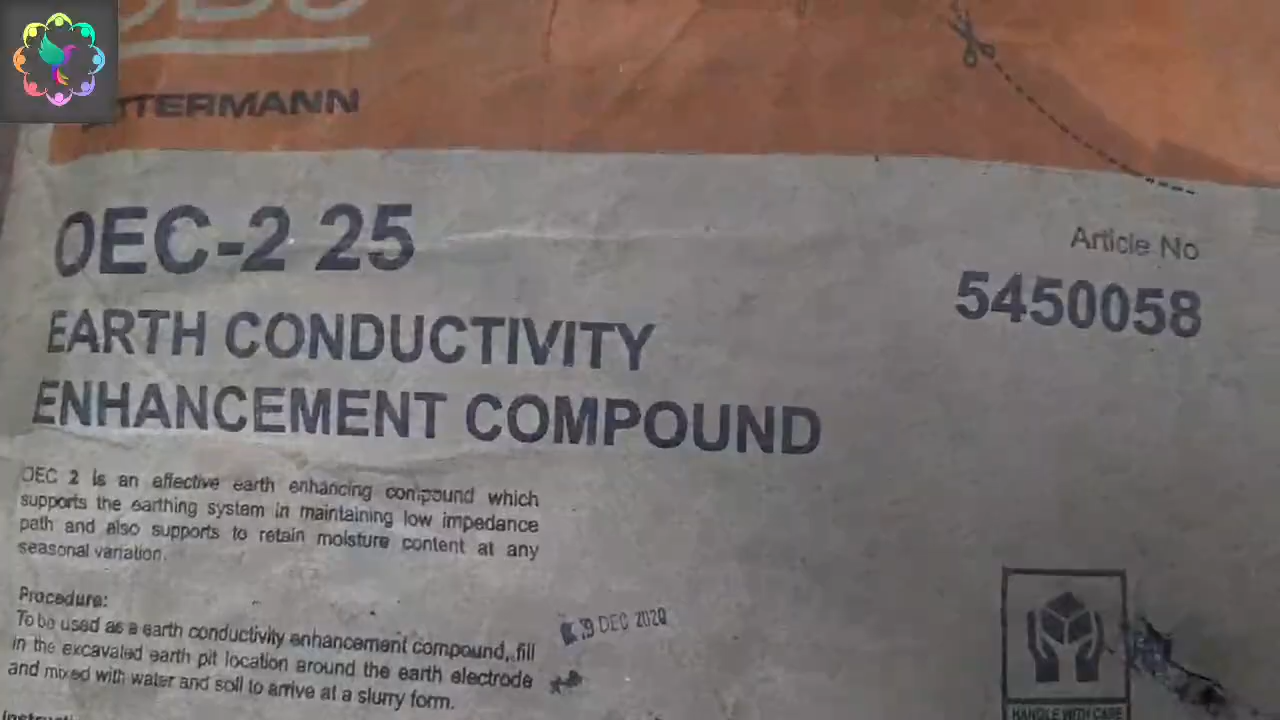 OEC-2 25
Article No
5450058
EARTH CONDUCTIVITY
ENHANCEMENT COMPOUND
OEC 2 is an effective earth enhancing compound which
supports the earthing system in maintaining low impedance
path and also supports to retain moisture content at any
seasonal variation.
Procedure:
To be used as a earth conductivity enhancement compound, fill
in the excavated earth pit location around the earth electrode
and mixed with water and soil to arrive at a slurry form.
DEC 2020
HANDLE WITH CARE